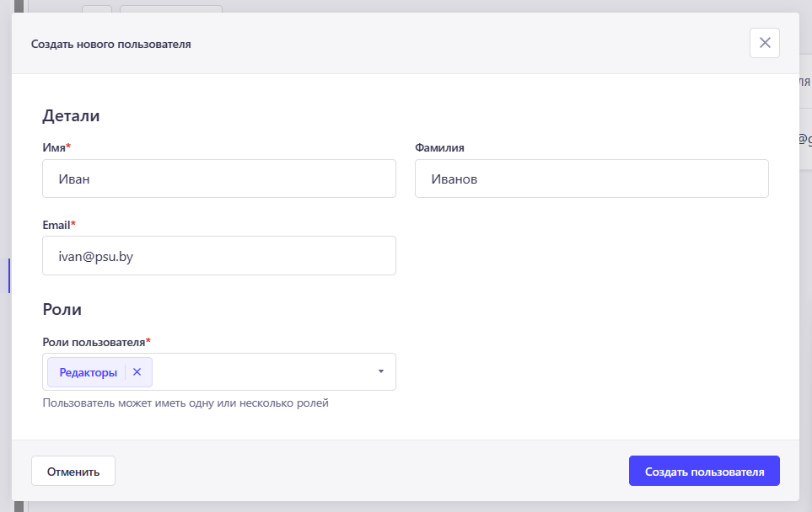 Создать нового пользователя
Детали
Имя*
Фамилия
Иван
Иванов
Email*
ivan@psu.by
Роли
Роли пользователя*
Редакторы
Пользователь может иметь одну или несколько ролей
Отменить
Создать пользователя